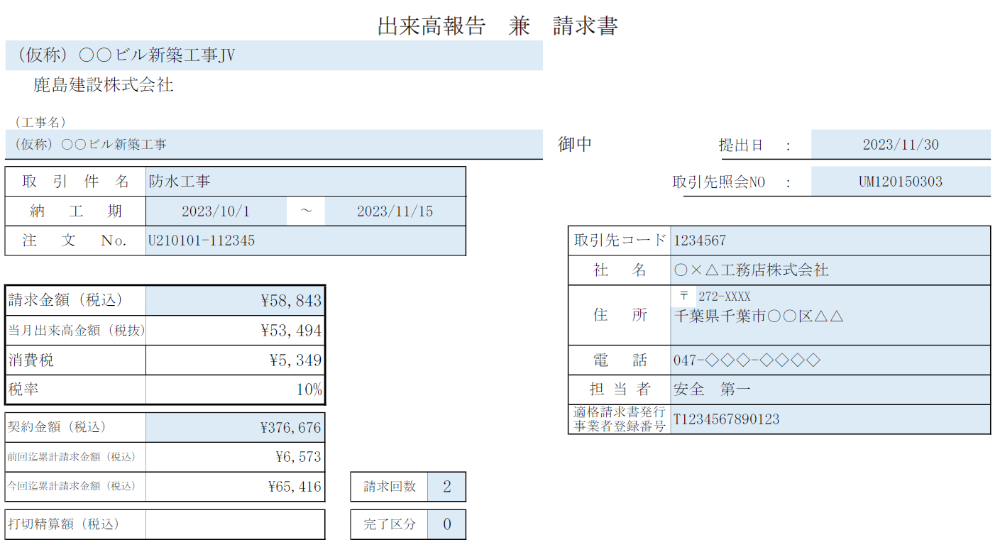 出来高報告　兼　請求書
（仮称）〇〇ビル新築工事JV
鹿島建設株式会社
（工事名）
（仮称）〇〇ビル新築工事
御中
提出日　：　2023/11/30
取引先照会NO　：　UM120150303
取引件名　防水工事
納工期　2023/10/1　～　2023/11/15
注文No.　U210101-112345
取引先コード　1234567
社名　〇×△工務店株式会社
住所　〒 272-XXXX
千葉県千葉市〇〇区△△
電話　047-◇◇◇-◇◇◇◇
担当者　安全　第一
適格請求書発行
事業者登録番号　T1234567890123
請求金額（税込）　¥58,843
当月出来高金額（税抜）　¥53,494
消費税　¥5,349
税率　10%
契約金額（税込）　¥376,676
前回迄累計請求金額（税込）　¥6,573
今回迄累計請求金額（税込）　¥65,416
請求回数　2
打切精算額（税込）
完了区分　0